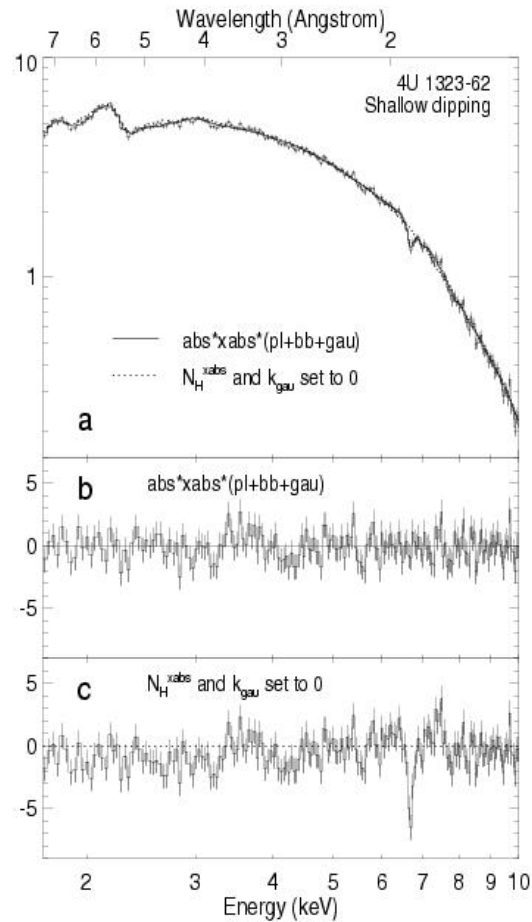 Wavelength (Angstrom)
7 6 5 4 3 2
10
4U 1323-62
Shallow dipping
1
abs*xabs*(pl+bb+gau)
N_H^xabs and k_gau set to 0
a
5
b
abs*xabs*(pl+bb+gau)
0
-5
5
c
N_H^xabs and k_gau set to 0
0
-5
2 3 4 5 6 7 8 9 10
Energy (keV)